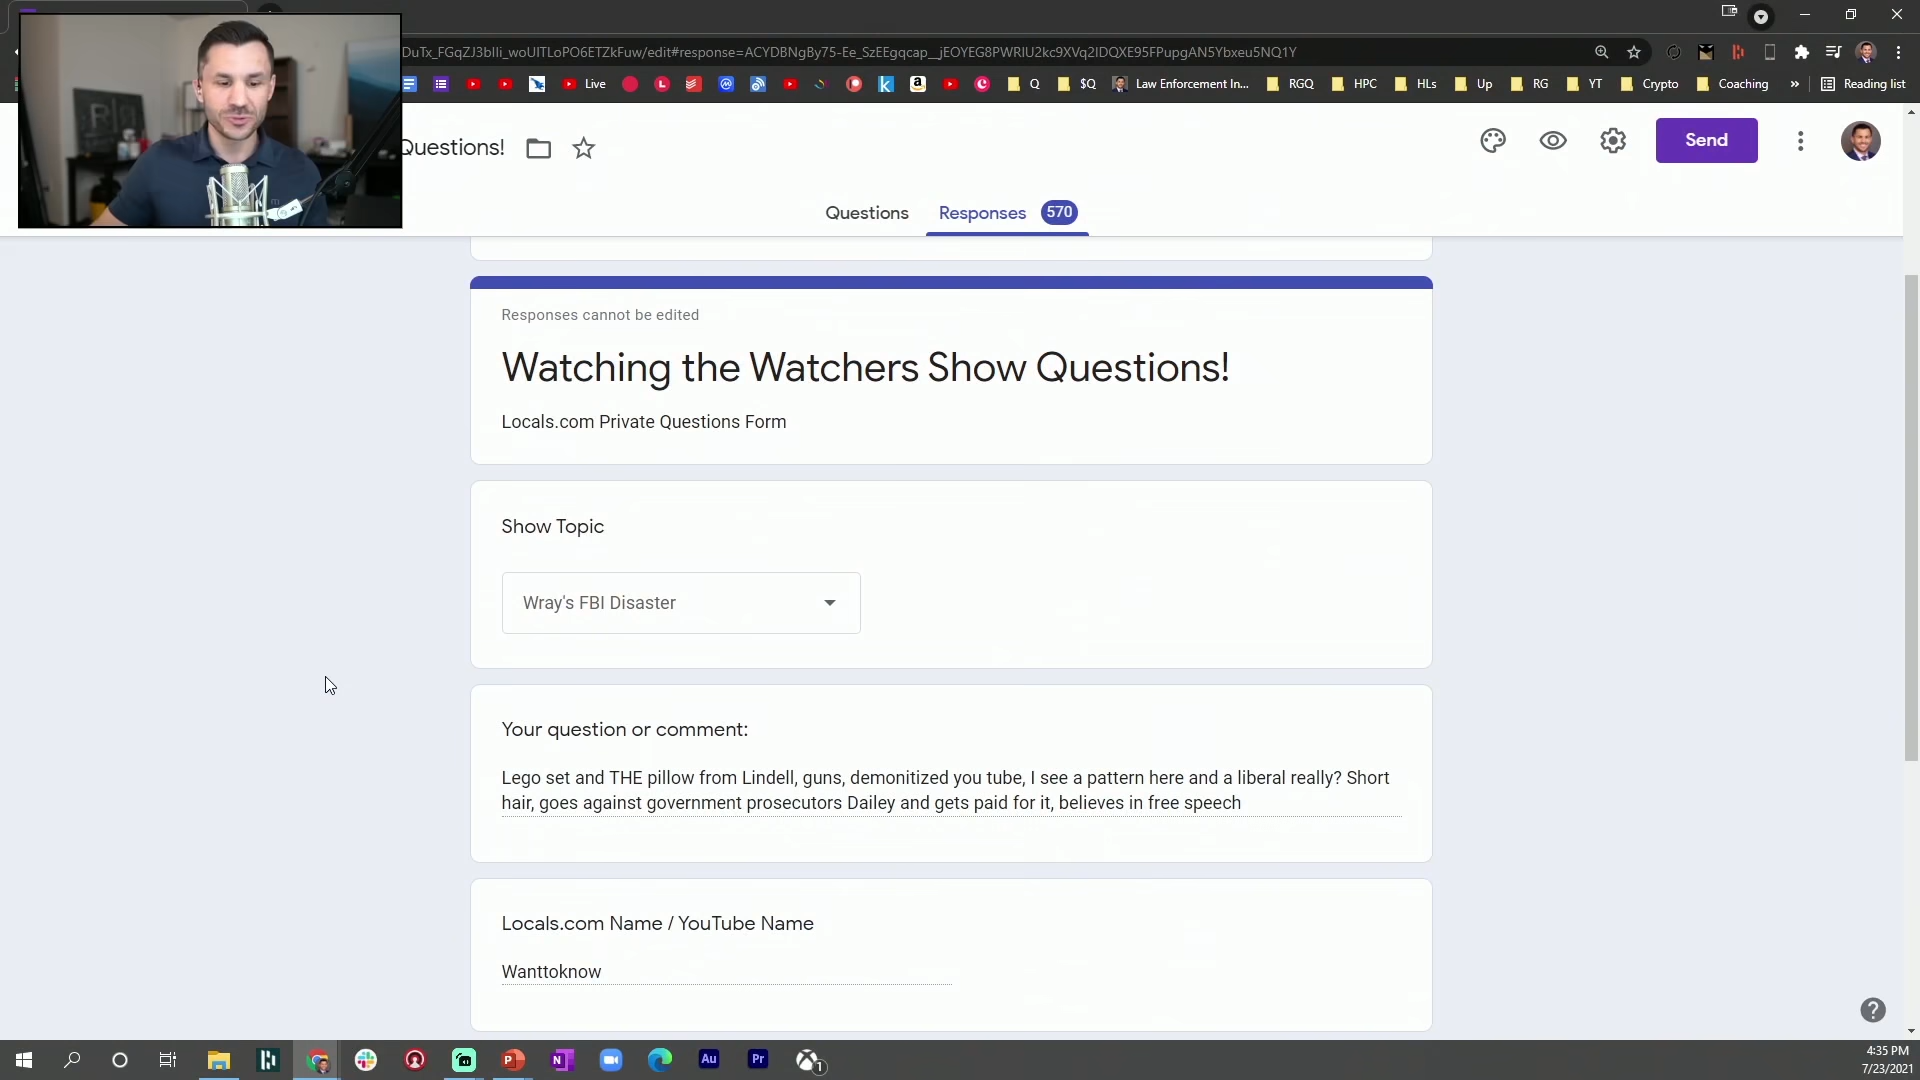 DuTx_FGqZJ3bIIi_woUITLoPO6ETZkFuw/edit#response=ACYDBNgBy75-Ee_SzEEgqcap__jEOYEG8PWRIU2kc9XVq2IDQXE95FPupgAN5Ybxeu5NQ1Y
Live
Q
$Q
Law Enforcement In...
RGQ
HPC
HLs
Up
RG
YT
Crypto
Coaching
»
Reading list
Questions!
Send
Questions
Responses 570
Responses cannot be edited
Watching the Watchers Show Questions!
Locals.com Private Questions Form
Show Topic
Wray's FBI Disaster
Your question or comment:
Lego set and THE pillow from Lindell, guns, demonitized you tube, I see a pattern here and a liberal really? Short
hair, goes against government prosecutors Dailey and gets paid for it, believes in free speech
Locals.com Name / YouTube Name
Wanttoknow
Au
Pr
1
4:35 PM
7/23/2021